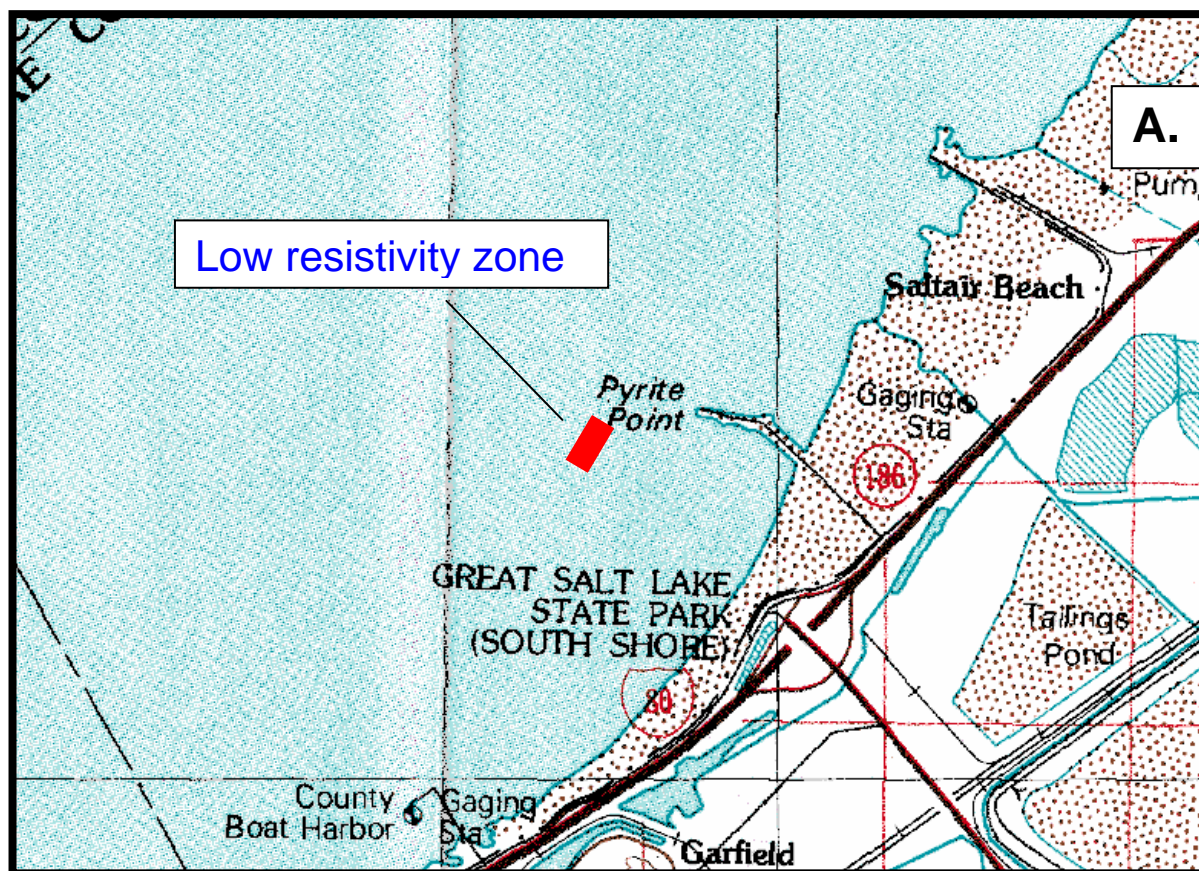 A.
Pum
Low resistivity zone
Saltair Beach
Pyrite
Point
Gaging
Sta
186
GREAT SALT LAKE
STATE PARK
(SOUTH SHORE)
Tailings
Pond
80
County
Boat Harbor
Gaging
Sta
Garfield